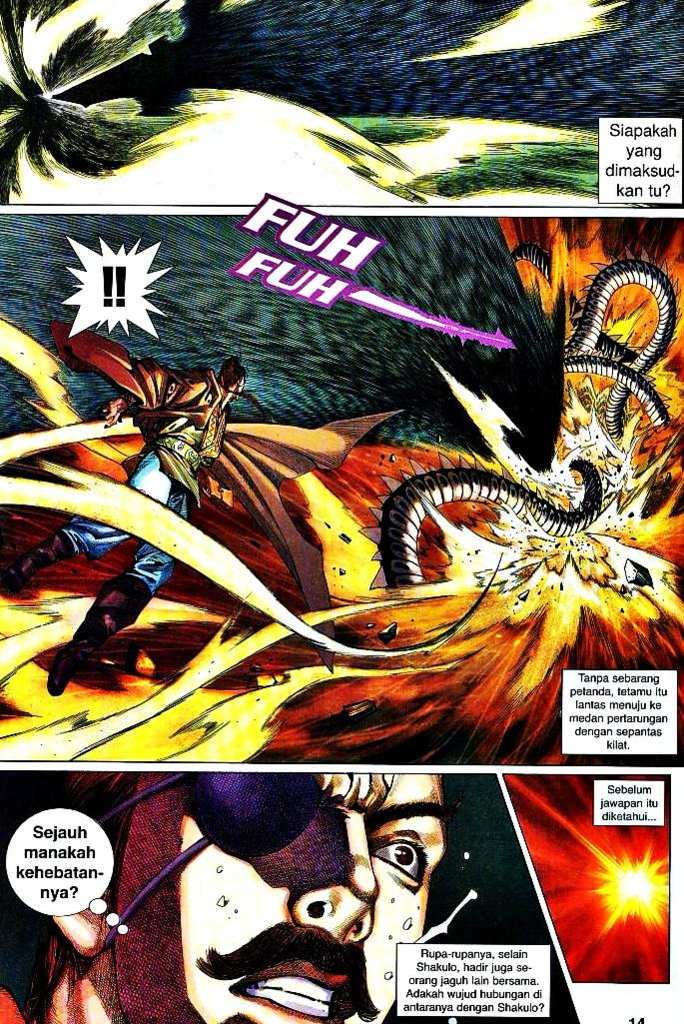 Siapakah
yang
dimaksud-
kan tu?
FUH
FUH
!!
Tanpa sebarang
petanda, tetamu itu
lantas menuju ke
medan pertarungan
dengan sepantas
kilat.
Sejauh
manakah
kehebatan-
nya?
Sebelum
jawapan itu
diketahui...
Rupa-rupanya, selain
Shakulo, hadir juga se-
orang jaguh lain bersama.
Adakah wujud hubungan di
antaranya dengan Shakulo?
14